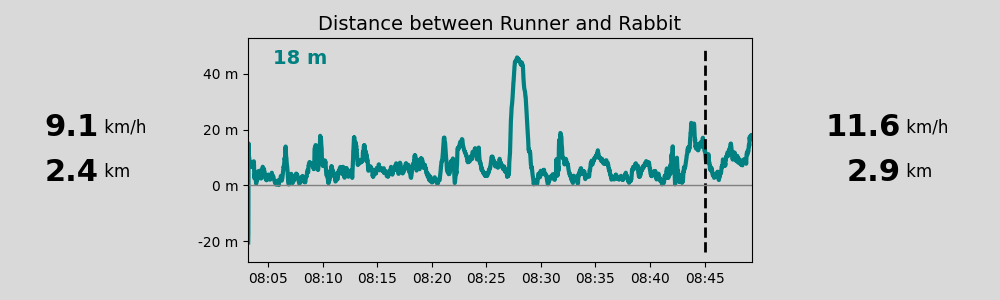 Distance between Runner and Rabbit
18 m
40 m
20 m
0 m
-20 m
9.1 km/h
2.4 km
11.6 km/h
2.9 km
08:05 08:10 08:15 08:20 08:25 08:30 08:35 08:40 08:45